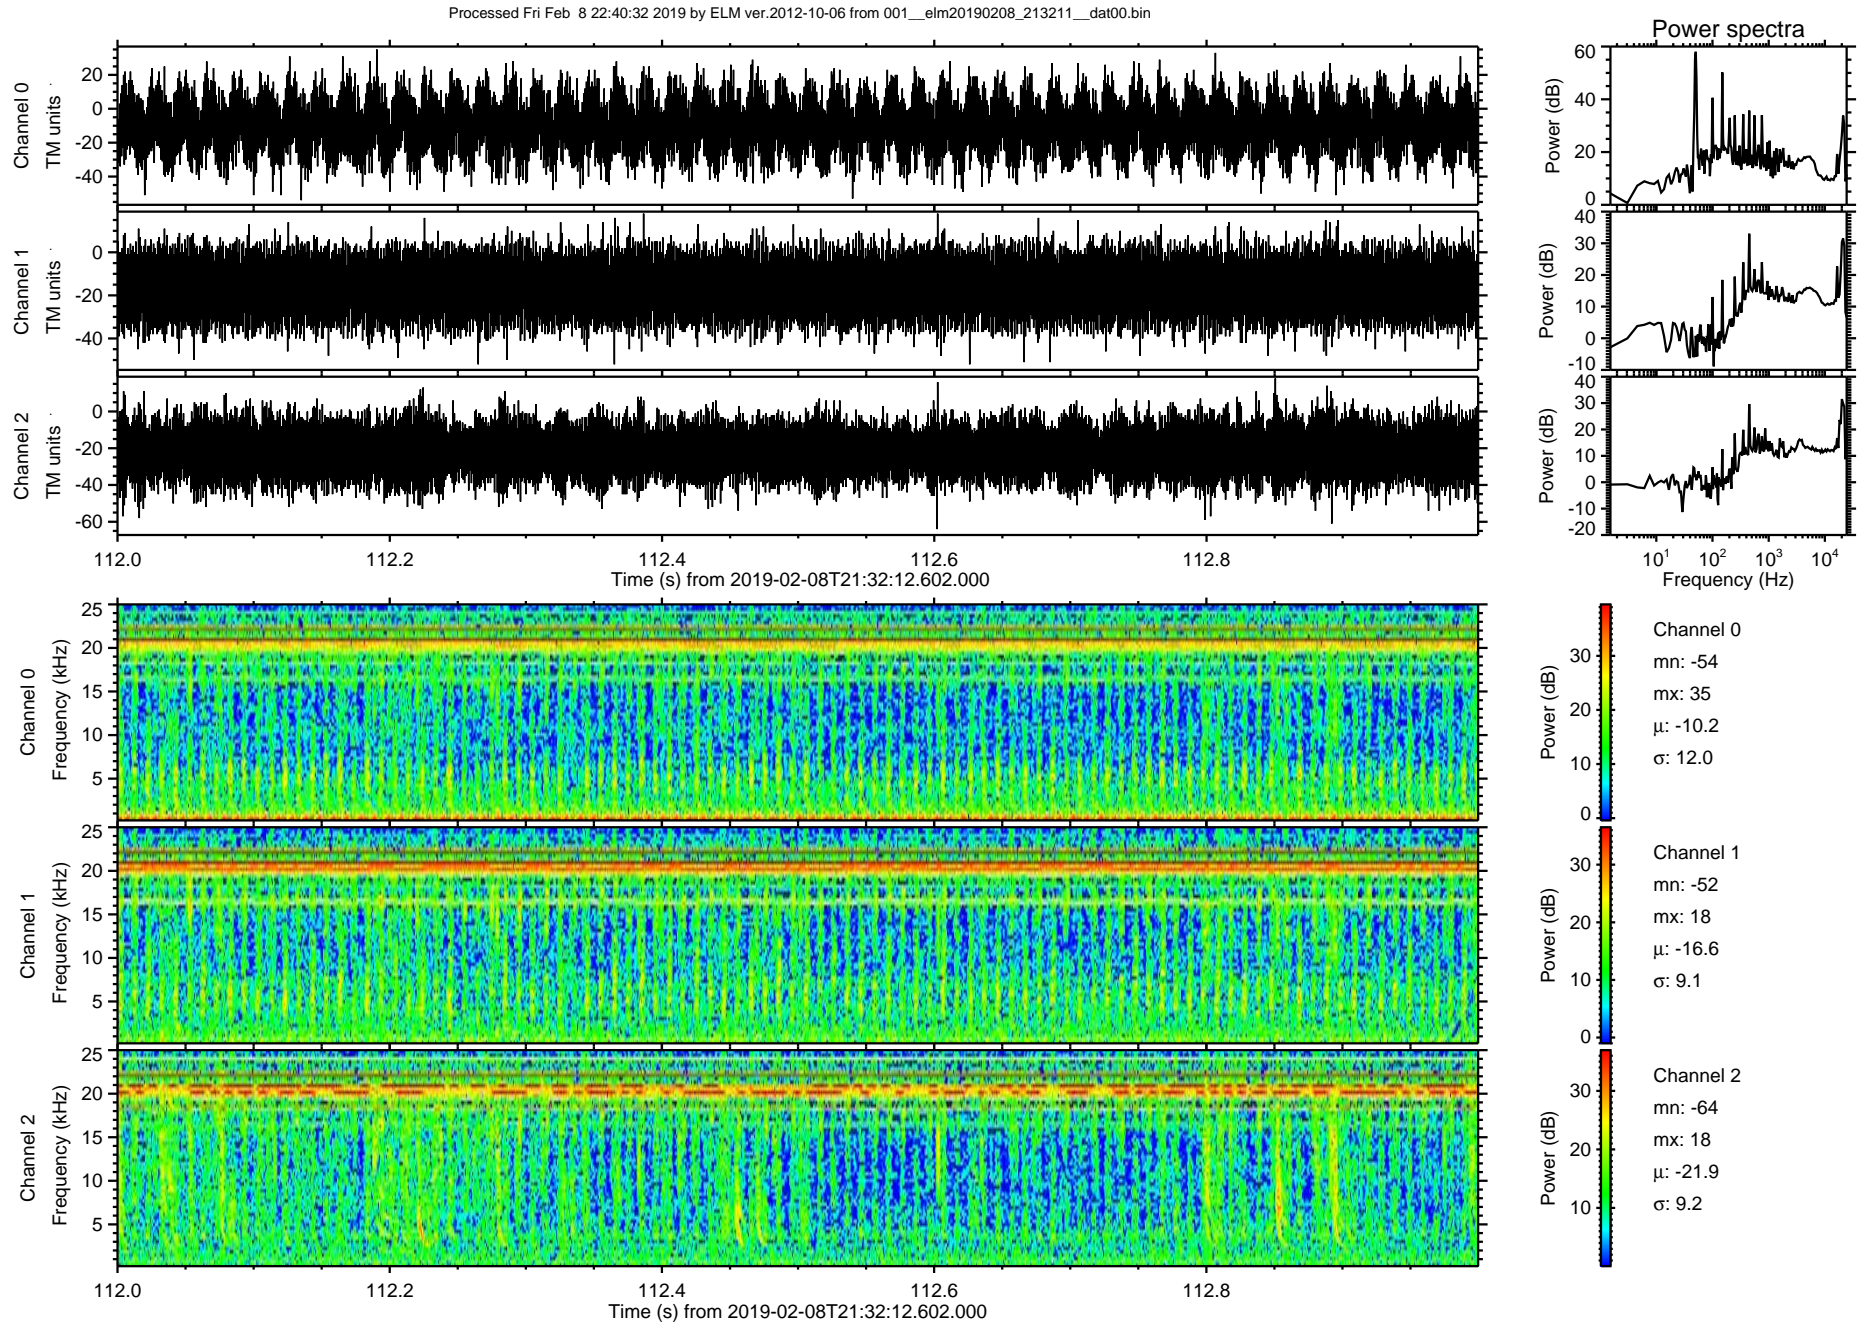 Processed Fri Feb 8 22:40:32 2019 by ELM ver.2012-10-06 from 001__elm20190208_213211__dat00.bin
Power spectra
Channel 0
TM units
20
0
-20
-40
Power (dB)
60
40
20
0
Channel 1
TM units
0
-20
-40
Power (dB)
40
30
20
10
0
-10
Channel 2
TM units
0
-20
-40
-60
Power (dB)
40
30
20
10
0
-10
-20
112.0 112.2 112.4 112.6 112.8
Time (s) from 2019-02-08T21:32:12.602.000
10^1 10^2 10^3 10^4
Frequency (Hz)
Channel 0
Frequency (kHz)
25
20
15
10
5
Power (dB)
30
20
10
0
Channel 0
mn: -54
mx: 35
μ: -10.2
σ: 12.0
Channel 1
Frequency (kHz)
25
20
15
10
5
Power (dB)
30
20
10
0
Channel 1
mn: -52
mx: 18
μ: -16.6
σ: 9.1
Channel 2
Frequency (kHz)
25
20
15
10
5
Power (dB)
30
20
10
Channel 2
mn: -64
mx: 18
μ: -21.9
σ: 9.2
112.0 112.2 112.4 112.6 112.8
Time (s) from 2019-02-08T21:32:12.602.000